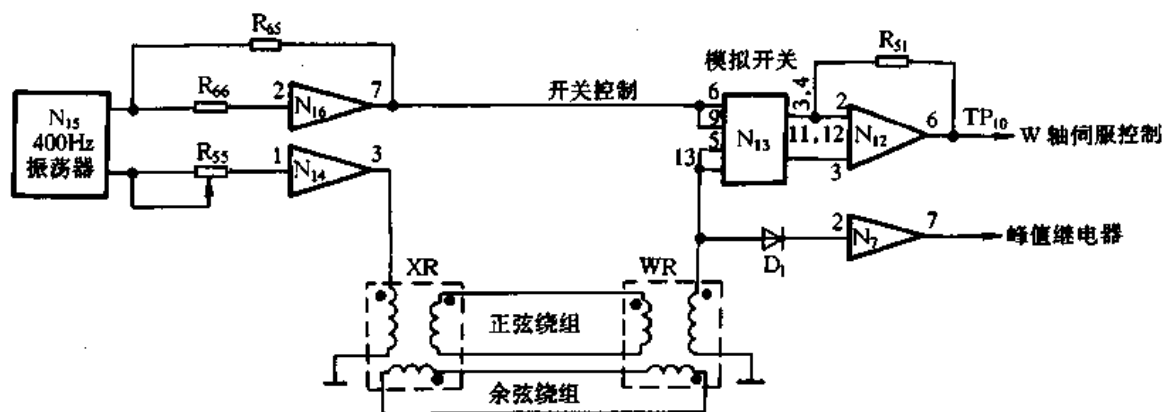 R65
R66
2
N16
7
N15
400Hz
振荡器
R55
1
N14
3
开关控制
模拟开关
6
9
5
13
N13
3,4
11,12
R51
2
N12
3
6
TP10
W 轴伺服控制
D1
2
N7
7
峰值继电器
XR
WR
正弦绕组
余弦绕组